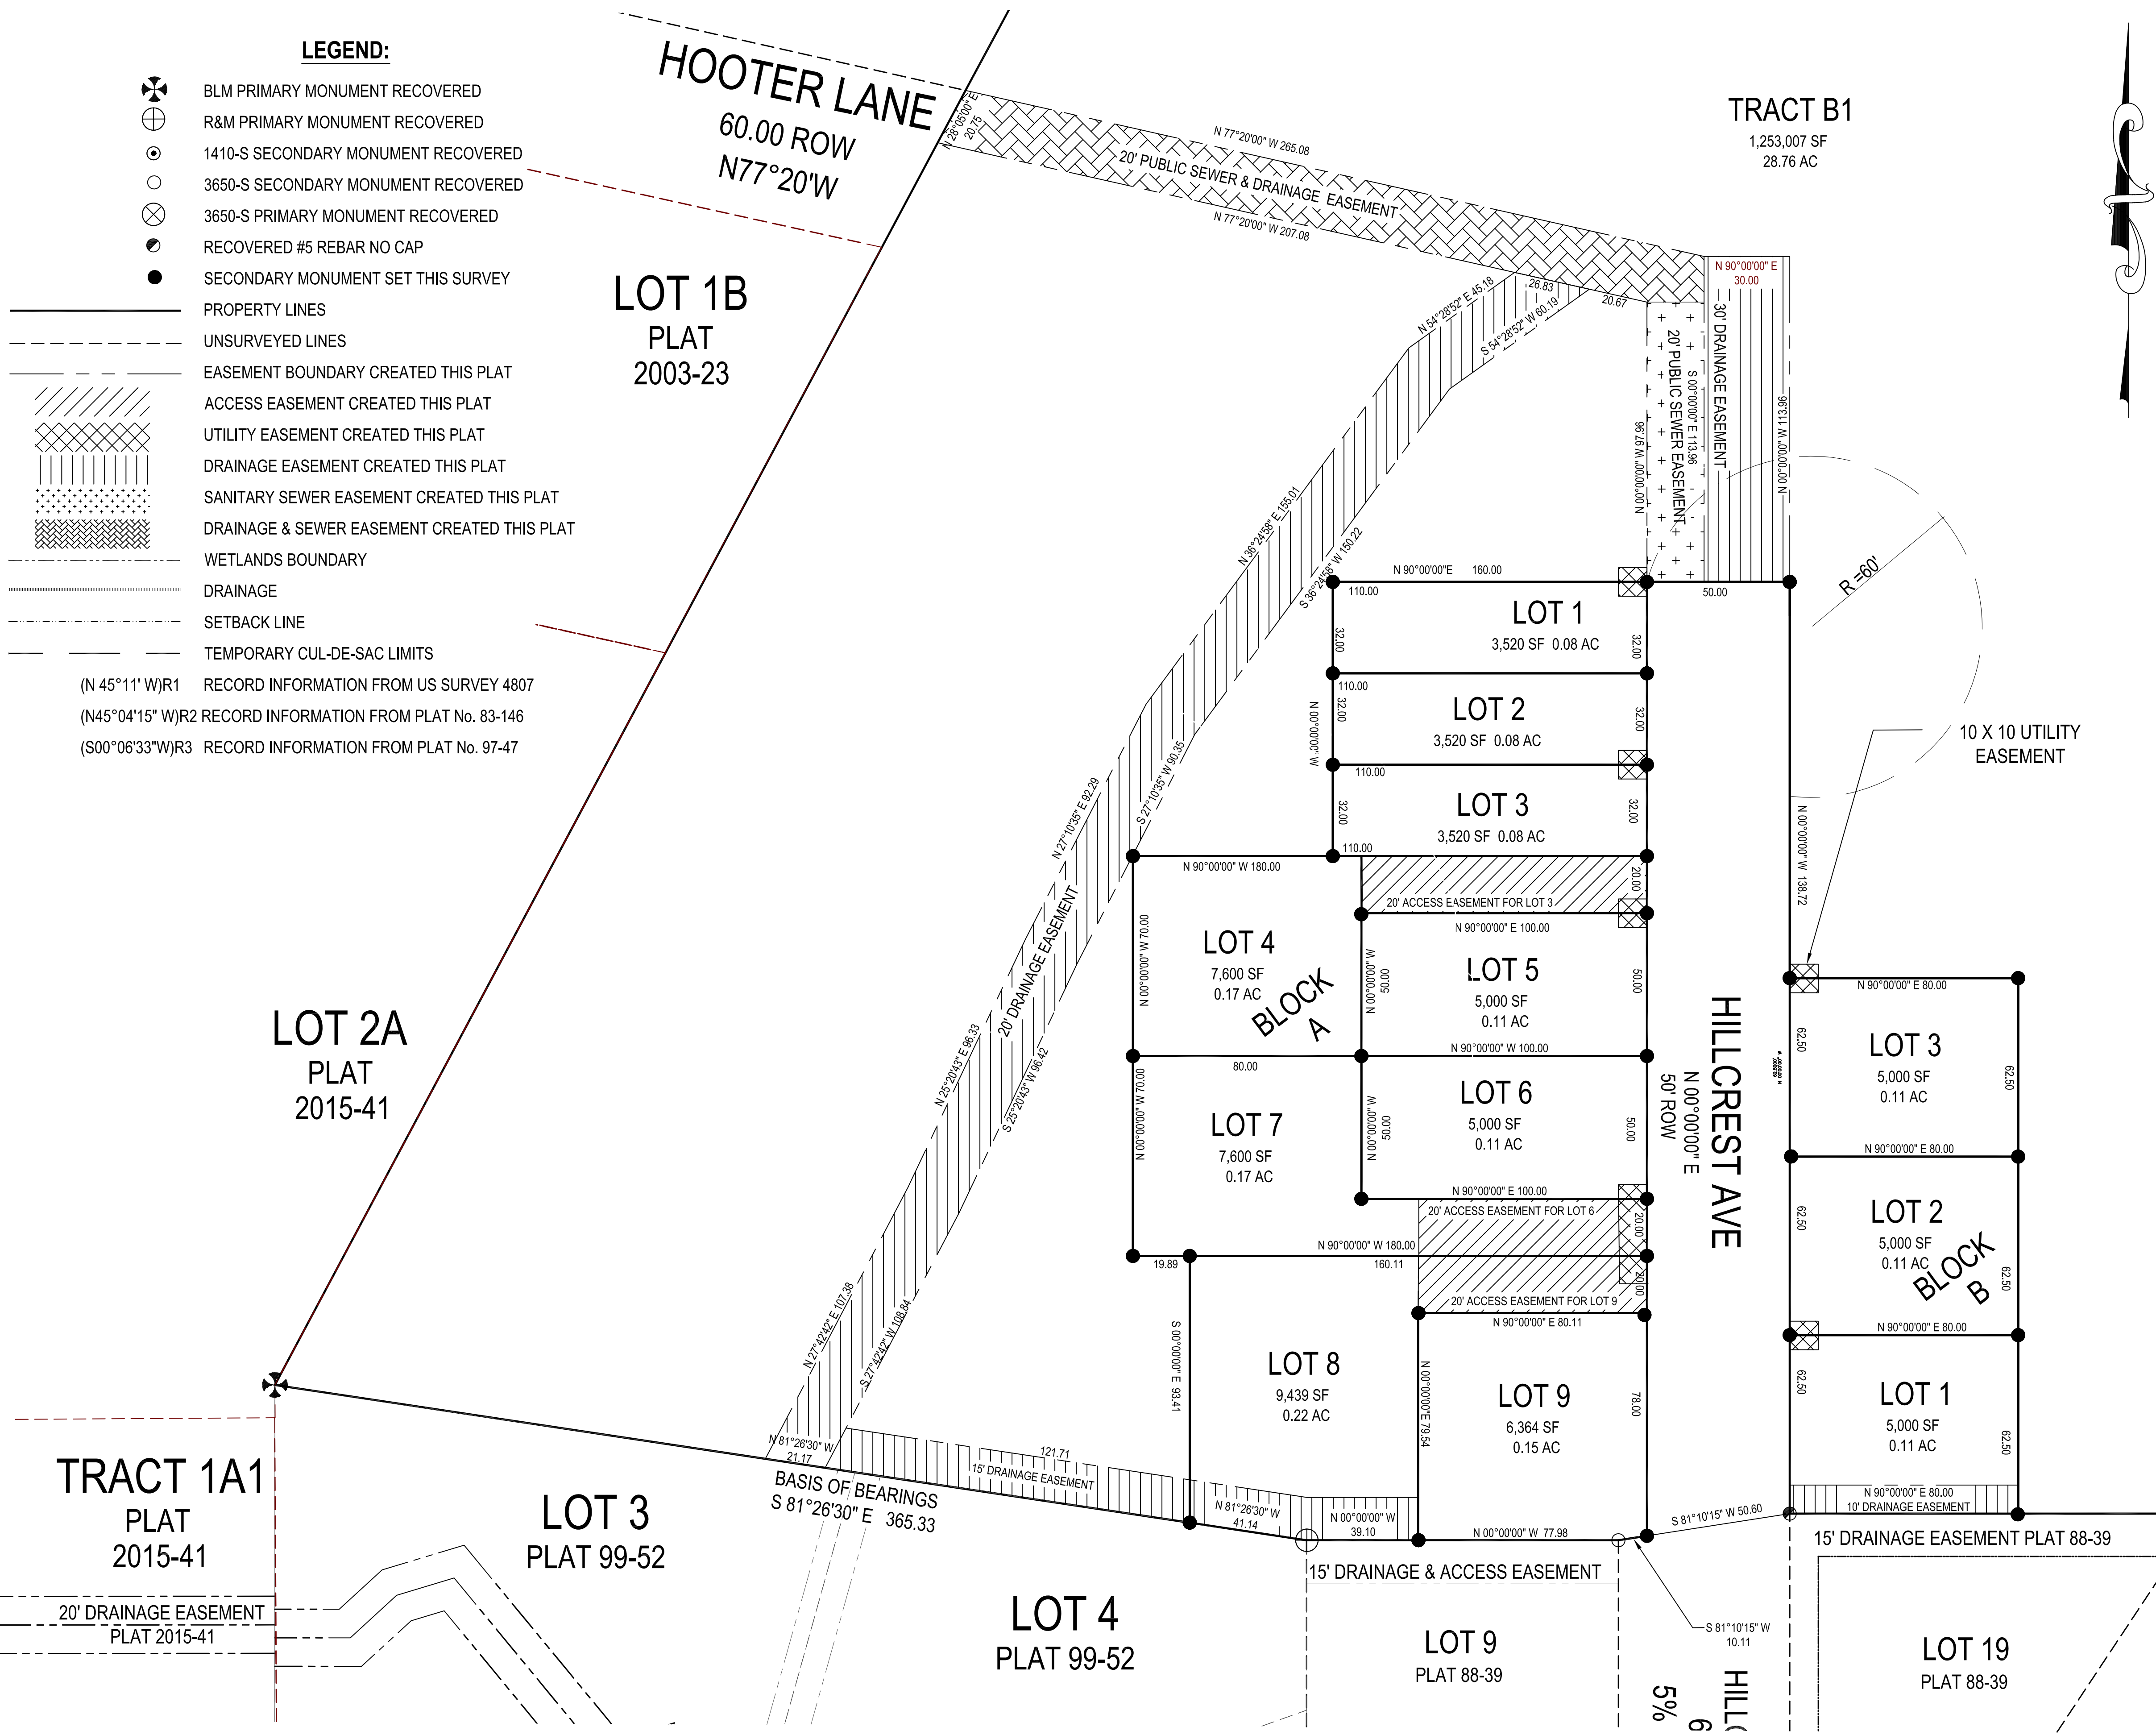 LEGEND:
BLM PRIMARY MONUMENT RECOVERED
R&M PRIMARY MONUMENT RECOVERED
1410-S SECONDARY MONUMENT RECOVERED
3650-S SECONDARY MONUMENT RECOVERED
3650-S PRIMARY MONUMENT RECOVERED
RECOVERED #5 REBAR NO CAP
SECONDARY MONUMENT SET THIS SURVEY
PROPERTY LINES
UNSURVEYED LINES
EASEMENT BOUNDARY CREATED THIS PLAT
ACCESS EASEMENT CREATED THIS PLAT
UTILITY EASEMENT CREATED THIS PLAT
DRAINAGE EASEMENT CREATED THIS PLAT
SANITARY SEWER EASEMENT CREATED THIS PLAT
DRAINAGE & SEWER EASEMENT CREATED THIS PLAT
WETLANDS BOUNDARY
DRAINAGE
SETBACK LINE
TEMPORARY CUL-DE-SAC LIMITS
(N 45°11' W)R1 RECORD INFORMATION FROM US SURVEY 4807
(N45°04'15" W)R2 RECORD INFORMATION FROM PLAT No. 83-146
(S00°06'33"W)R3 RECORD INFORMATION FROM PLAT No. 97-47
HOOTER LANE
60.00 ROW
N77°20'W
N 28°05'00" E
20.75
N 77°20'00" W 265.08
20' PUBLIC SEWER & DRAINAGE EASEMENT
N 77°20'00" W 207.08
TRACT B1
1,253,007 SF
28.76 AC
LOT 1B
PLAT
2003-23
N 90°00'00" E
30.00
26.83
20.67
N 54°28'52" E 45.18
S 54°28'52" W 60.19
N 00°00'00" W 97.96
20' PUBLIC SEWER EASEMENT
S 00°00'00" E 113.96
30' DRAINAGE EASEMENT
N 00°00'00" W 113.96
R =60'
N 36°24'58" E 155.01
S 36°24'58" W 150.22
N 90°00'00"E 160.00
110.00
50.00
LOT 1
3,520 SF 0.08 AC
32.00
32.00
110.00
LOT 2
3,520 SF 0.08 AC
32.00
32.00
N 00°00'00" W
110.00
LOT 3
3,520 SF 0.08 AC
32.00
32.00
110.00
10 X 10 UTILITY
EASEMENT
N 00°00'00" W 138.72
N 27°10'35" E 92.29
S 27°10'35" W 90.35
20' DRAINAGE EASEMENT
N 90°00'00" W 180.00
20.00
20' ACCESS EASEMENT FOR LOT 3
N 90°00'00" E 100.00
N 00°00'00" W 70.00
LOT 4
7,600 SF
0.17 AC
BLOCK
A
N 00°00'00" W
50.00
LOT 5
5,000 SF
0.11 AC
50.00
N 90°00'00" W 100.00
80.00
LOT 2A
PLAT
2015-41
N 25°20'43" E 96.33
S 25°20'43" W 96.42
N 00°00'00" W 70.00
LOT 7
7,600 SF
0.17 AC
N 00°00'00" W
50.00
LOT 6
5,000 SF
0.11 AC
50.00
N 90°00'00" E 100.00
20' ACCESS EASEMENT FOR LOT 6
20.00
N 90°00'00" W 180.00
19.89
160.11
20.00
20' ACCESS EASEMENT FOR LOT 9
N 90°00'00" E 80.11
HILLCREST AVE
N 00°00'00" E
50' ROW
N 90°00'00" E 80.00
62.50
LOT 3
5,000 SF
0.11 AC
62.50
N 90°00'00" E 80.00
62.50
LOT 2
5,000 SF
0.11 AC
62.50
BLOCK
B
N 90°00'00" E 80.00
62.50
LOT 1
5,000 SF
0.11 AC
62.50
N 90°00'00" E 80.00
10' DRAINAGE EASEMENT
N 27°42'42" E 107.38
S 27°42'42" W 108.84
S 00°00'00" E 93.41
LOT 8
9,439 SF
0.22 AC
N 00°00'00"E 79.54
LOT 9
6,364 SF
0.15 AC
78.00
N 81°26'30" W
21.17
121.71
15' DRAINAGE EASEMENT
N 81°26'30" W
41.14
N 00°00'00" W
39.10
N 00°00'00" W 77.98
S 81°10'15" W 50.60
BASIS OF BEARINGS
S 81°26'30" E 365.33
TRACT 1A1
PLAT
2015-41
LOT 3
PLAT 99-52
15' DRAINAGE EASEMENT PLAT 88-39
15' DRAINAGE & ACCESS EASEMENT
20' DRAINAGE EASEMENT
PLAT 2015-41
LOT 4
PLAT 99-52
LOT 9
PLAT 88-39
S 81°10'15" W
10.11
LOT 19
PLAT 88-39
HILLC
6
5%